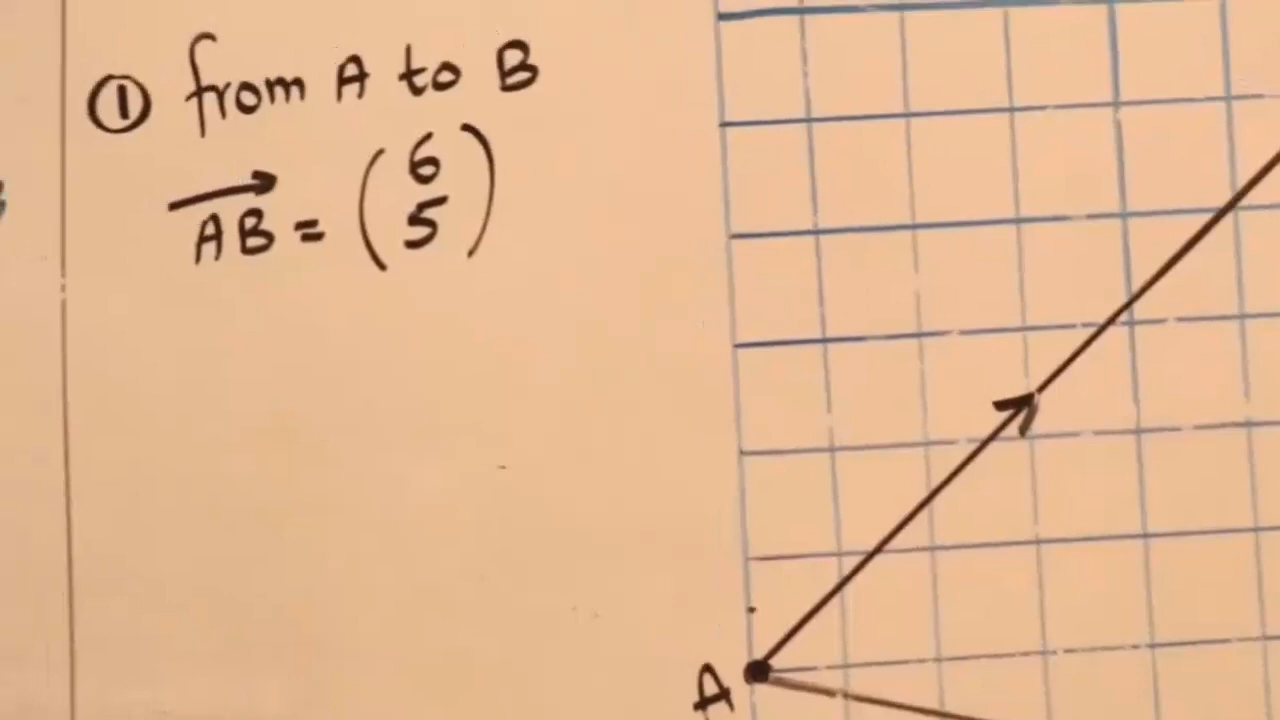 ① from A to B
AB = (6
5)
A